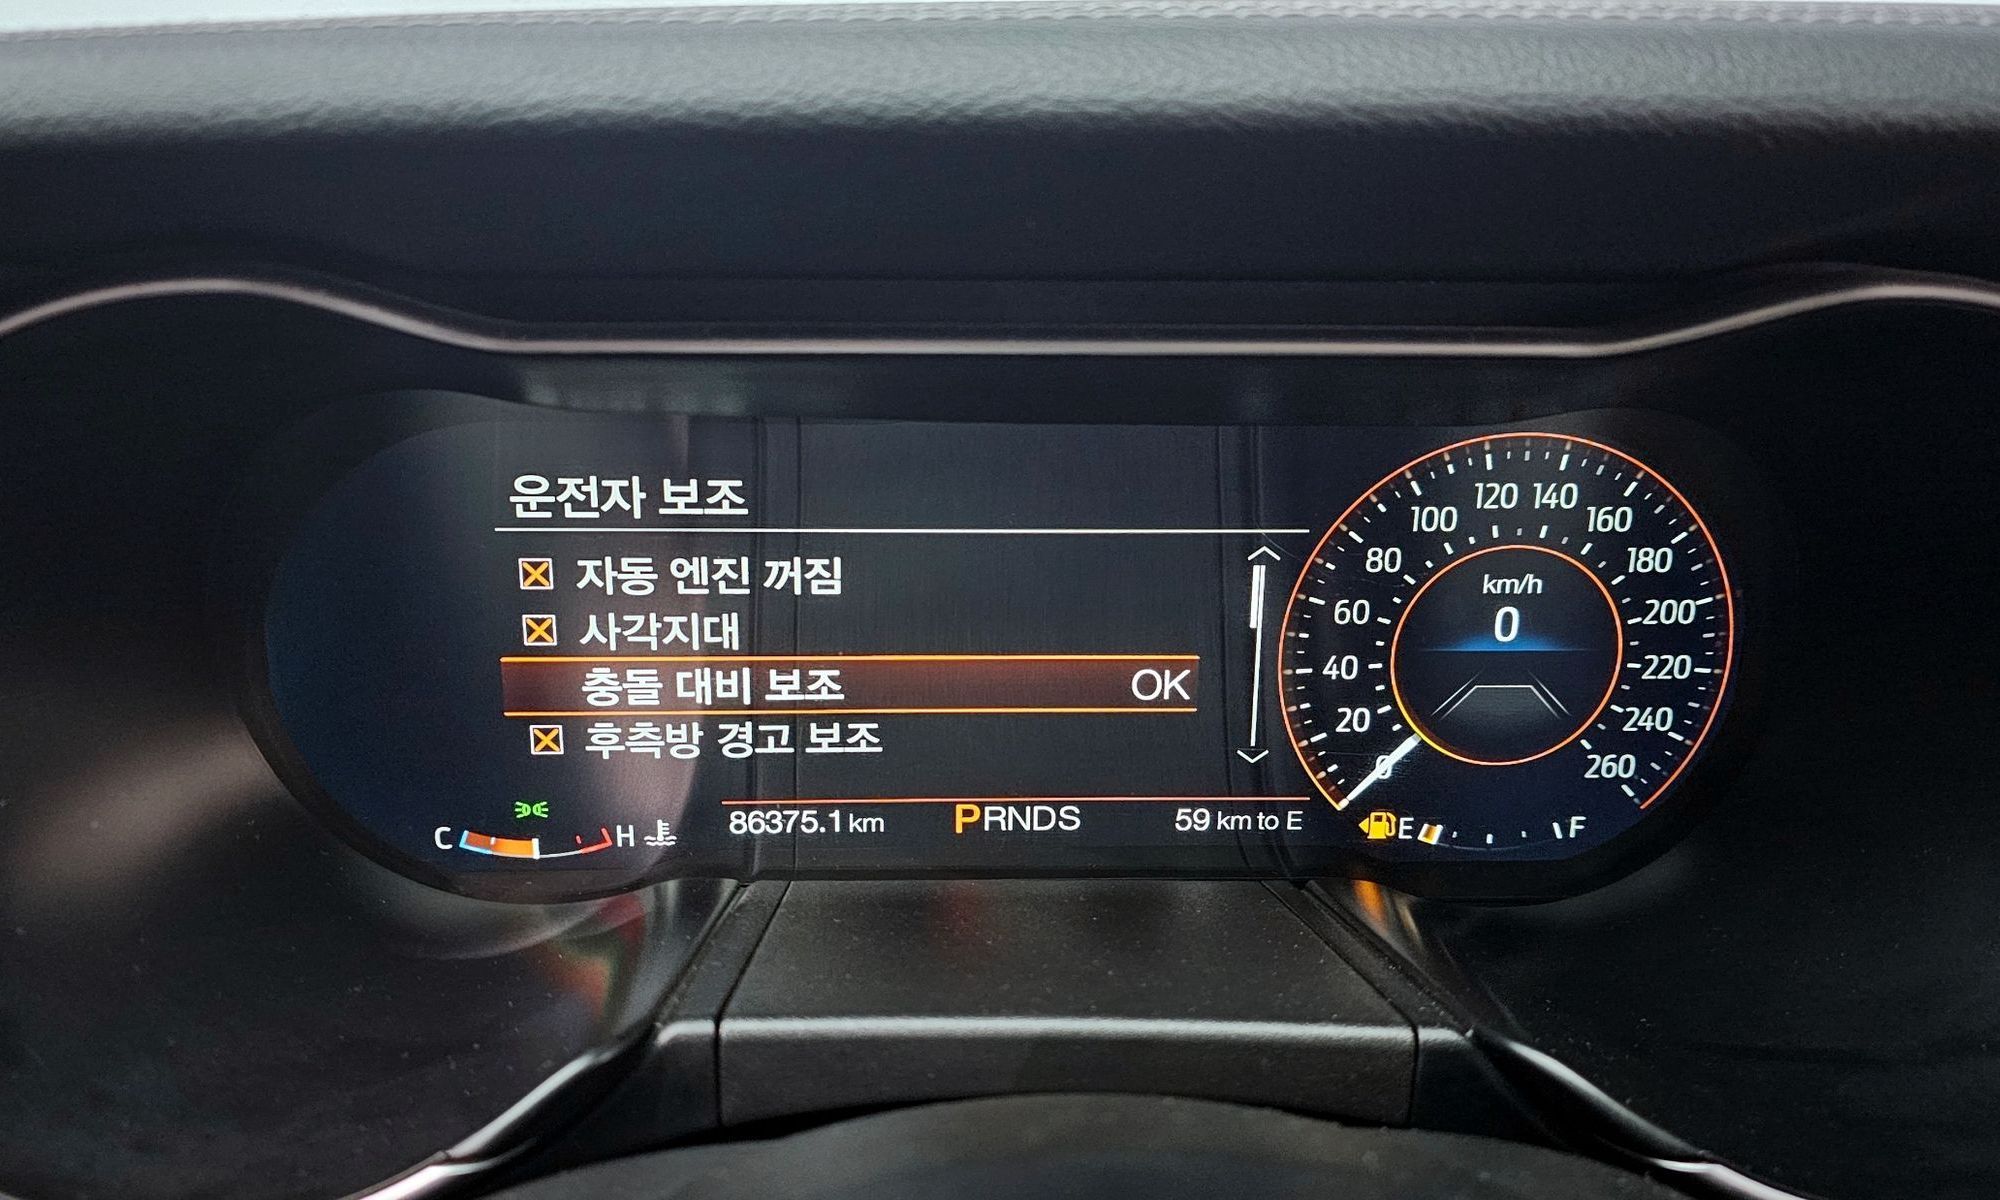 운전자 보조
자동 엔진 꺼짐
사각지대
충돌 대비 보조 OK
후측방 경고 보조
C H
86375.1 km PRNDS 59 km to E
0 20 40 60 80 100 120 140 160 180 200 220 240 260
km/h
0
E F